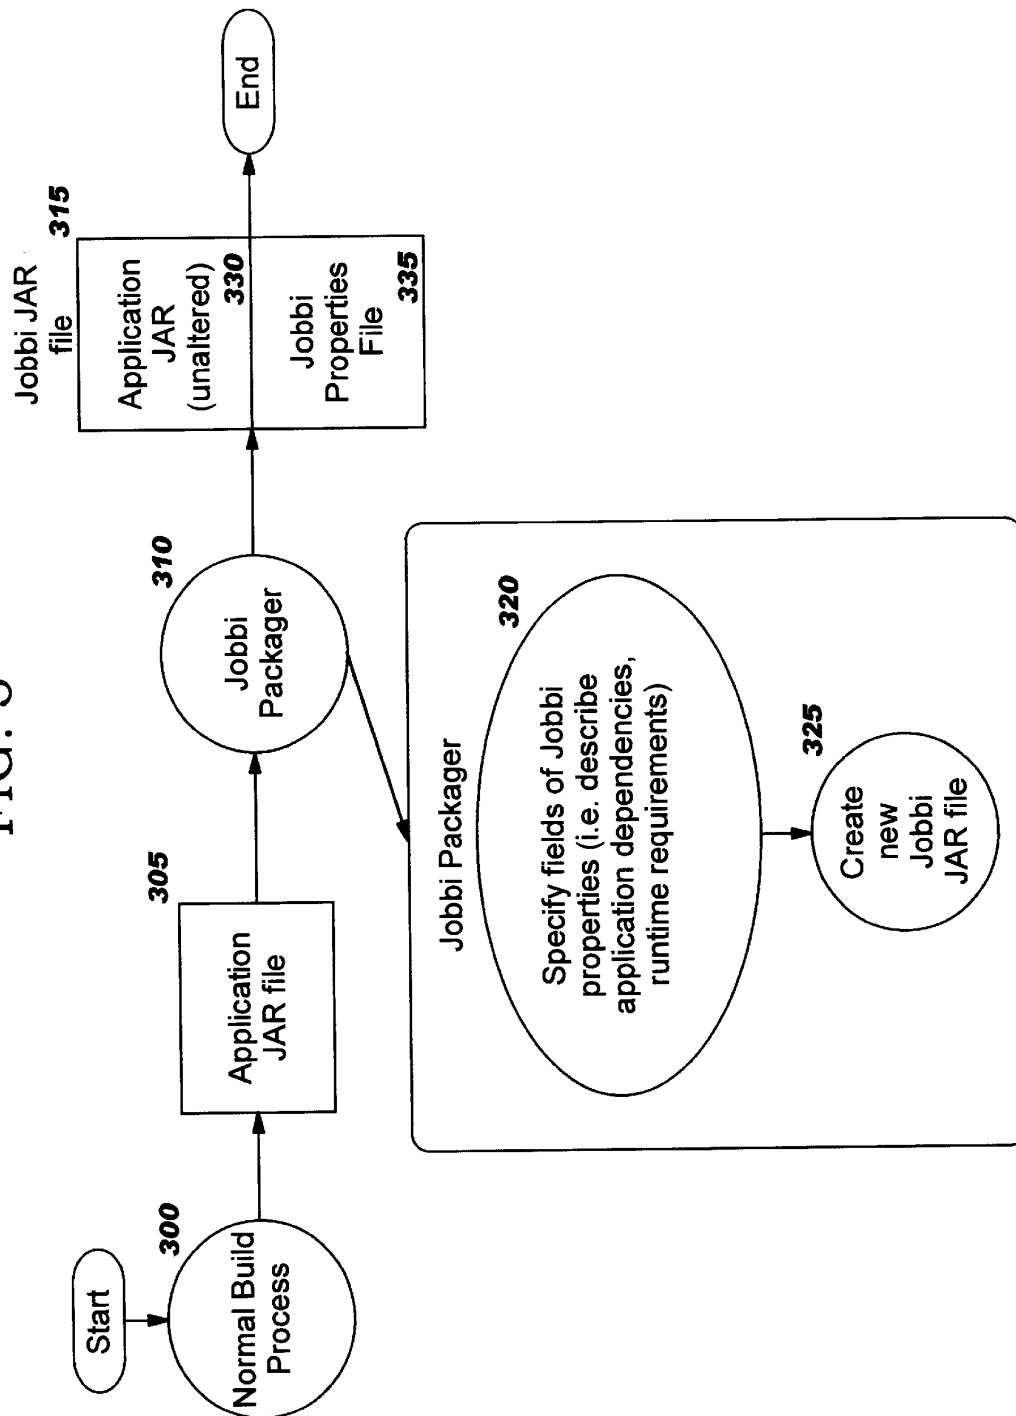 FIG.
Start
300
Normal Build
Process
305
Application
JAR file
310
Jobbi
Packager
Jobbi JAR
file
315
Application
JAR
(unaltered)
330
Jobbi
Properties
File
335
End
Jobbi Packager
320
Specify fields of Jobbi
properties (i.e. describe
application dependencies,
runtime requirements)
325
Create
new
Jobbi
JAR file